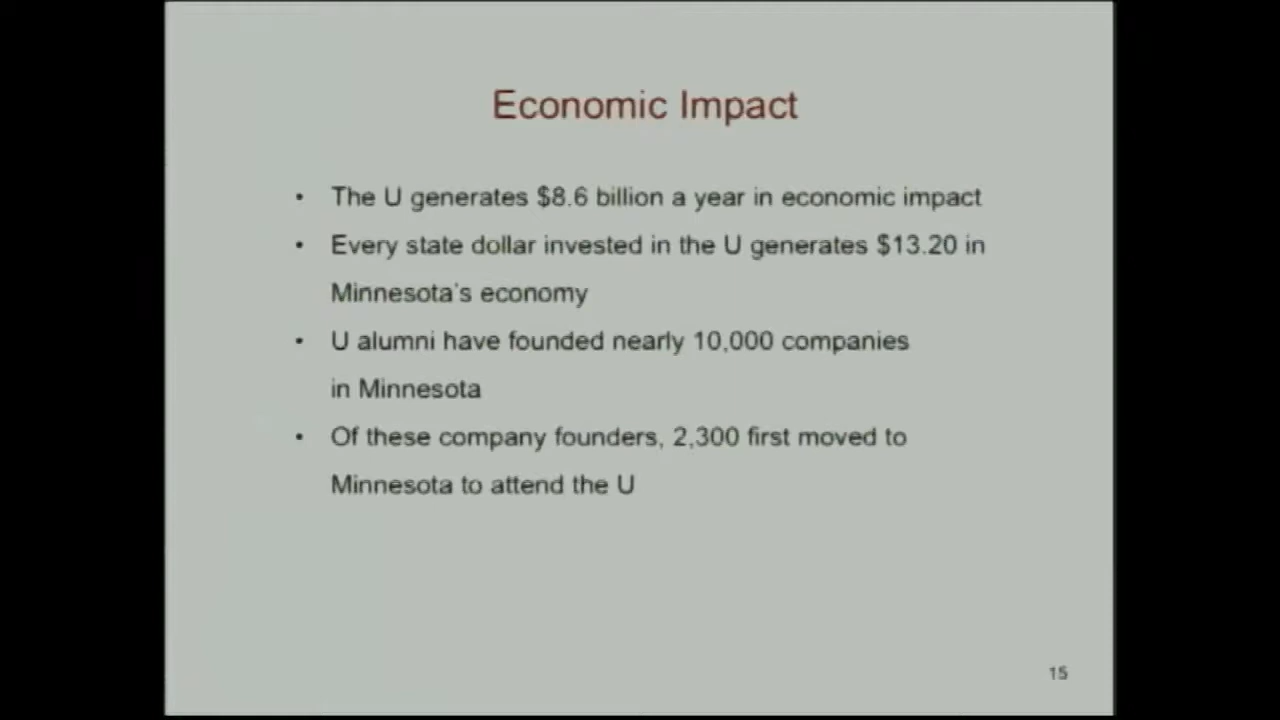 Economic Impact
• The U generates $8.6 billion a year in economic impact
• Every state dollar invested in the U generates $13.20 in
Minnesota's economy
• U alumni have founded nearly 10,000 companies
in Minnesota
• Of these company founders, 2,300 first moved to
Minnesota to attend the U
15